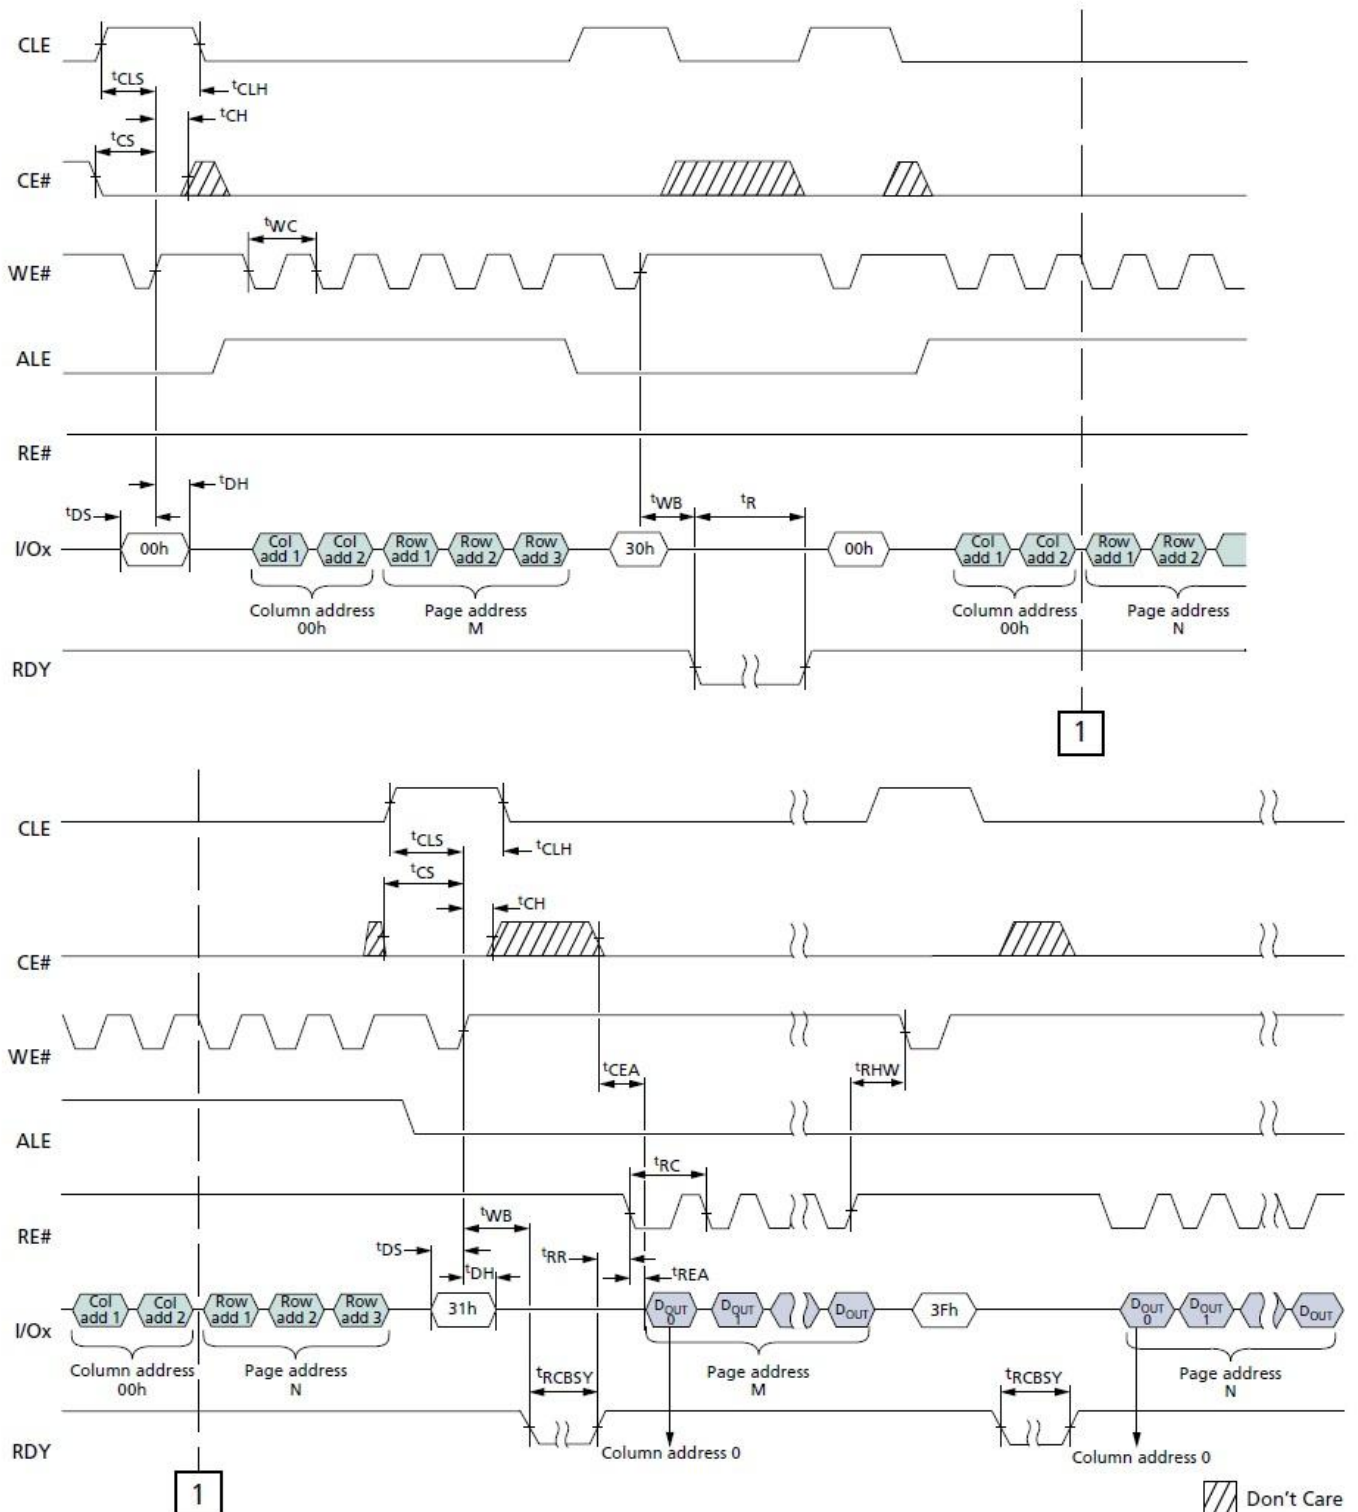 CLE
tCLS
tCLH
tCH
tCS
CE#
tWC
WE#
ALE
RE#
tDH
tDS
tWB
tR
I/Ox
00h
Col add 1
Col add 2
Row add 1
Row add 2
Row add 3
30h
00h
Col add 1
Col add 2
Row add 1
Row add 2
Column address
00h
Page address
M
Column address
00h
Page address
N
RDY
1
CLE
tCLS
tCLH
tCS
tCH
CE#
WE#
tCEA
tRHW
ALE
tRC
RE#
tWB
tDS
tDH
tRR
tREA
I/Ox
Col add 1
Col add 2
Row add 1
Row add 2
Row add 3
31h
DOUT 0
DOUT 1
DOUT
3Fh
DOUT 0
DOUT 1
DOUT
Column address
00h
Page address
N
tRCBSY
Page address
M
tRCBSY
Page address
N
RDY
Column address 0
Column address 0
1
Don't Care